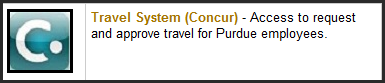 Travel System (Concur) - Access to request
and approve travel for Purdue employees.